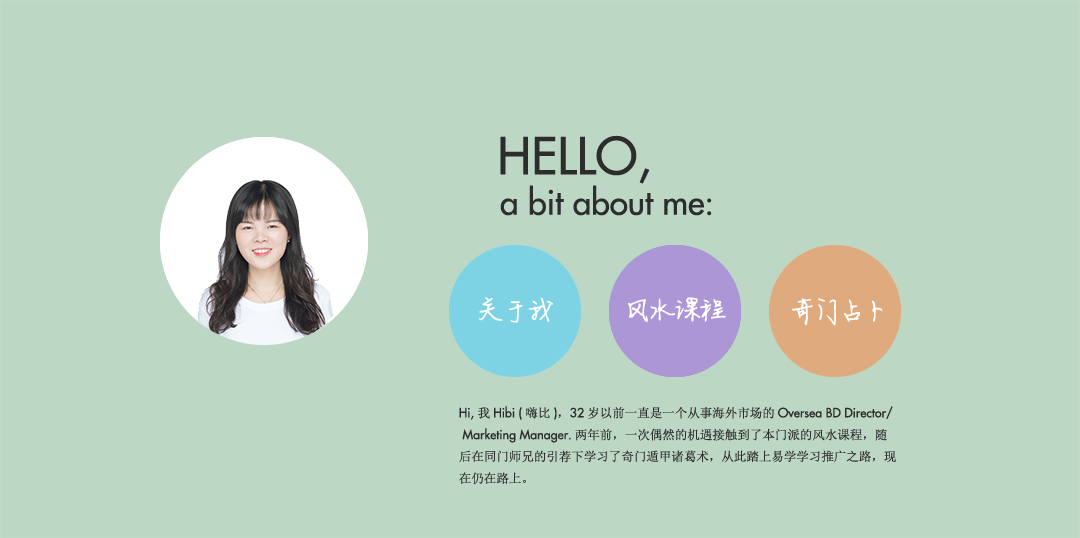 HELLO,
a bit about me:
关于我
风水课程
奇门占卜
Hi, 我 Hibi ( 嗨比 )，32 岁以前一直是一个从事海外市场的 Oversea BD Director/
Marketing Manager. 两年前，一次偶然的机遇接触到了本门派的风水课程，随
后在同门师兄的引荐下学习了奇门遁甲诸葛术，从此踏上易学学习推广之路，现
在仍在路上。